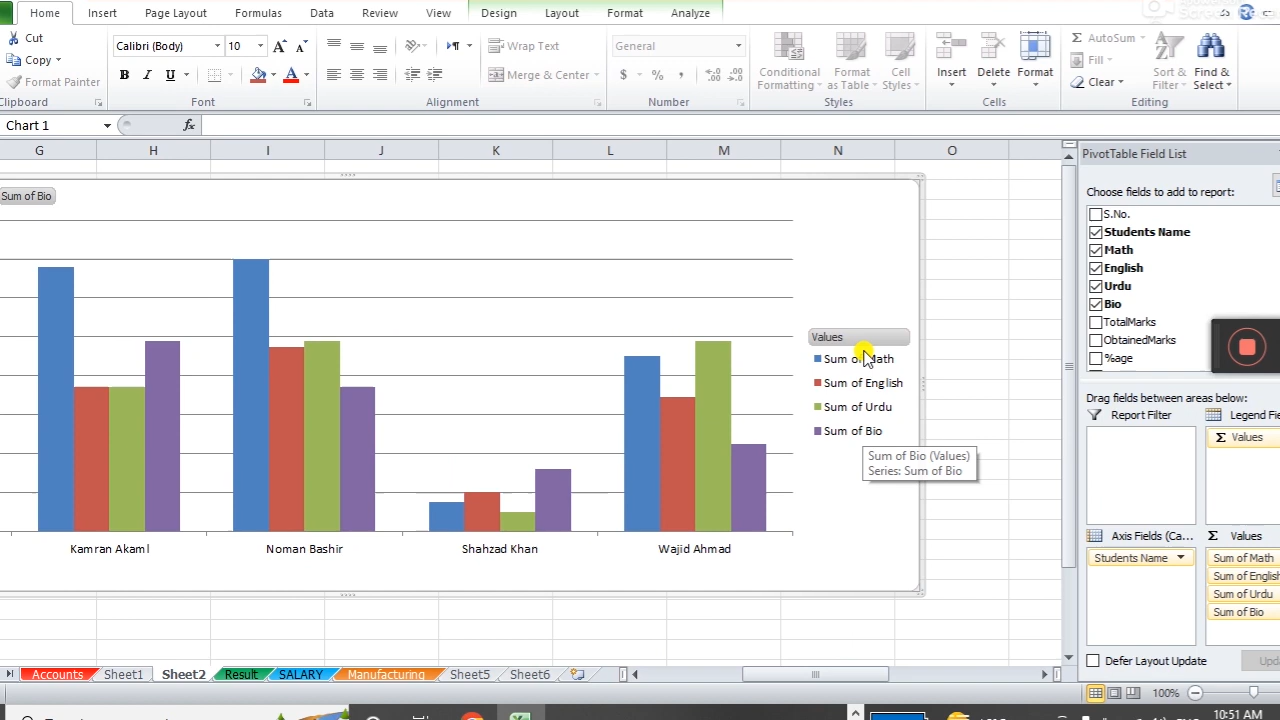 Home Insert Page Layout Formulas Data Review View Design Layout Format Analyze
Cut
Copy
Format Painter
Clipboard
Calibri (Body) 10
B I U
Font
Wrap Text
Merge & Center
Alignment
General
$ % ,
Number
Conditional Formatting
Format as Table
Cell Styles
Styles
Insert
Delete
Format
Cells
AutoSum
Fill
Clear
Sort & Filter
Find & Select
Editing
Chart 1 fx
G H I J K L M N O
Sum of Bio
Values
Sum of Math
Sum of English
Sum of Urdu
Sum of Bio
Sum of Bio (Values)
Series: Sum of Bio
Kamran Akaml Noman Bashir Shahzad Khan Wajid Ahmad
PivotTable Field List
Choose fields to add to report:
S.No.
Students Name
Math
English
Urdu
Bio
TotalMarks
ObtainedMarks
%age
Drag fields between areas below:
Report Filter Legend Fie
Σ Values
Axis Fields (Ca... Σ Values
Students Name Sum of Math
Sum of English
Sum of Urdu
Sum of Bio
Defer Layout Update Upda
Accounts Sheet1 Sheet2 Result SALARY Manufacturing Sheet5 Sheet6
100%
10:51 AM